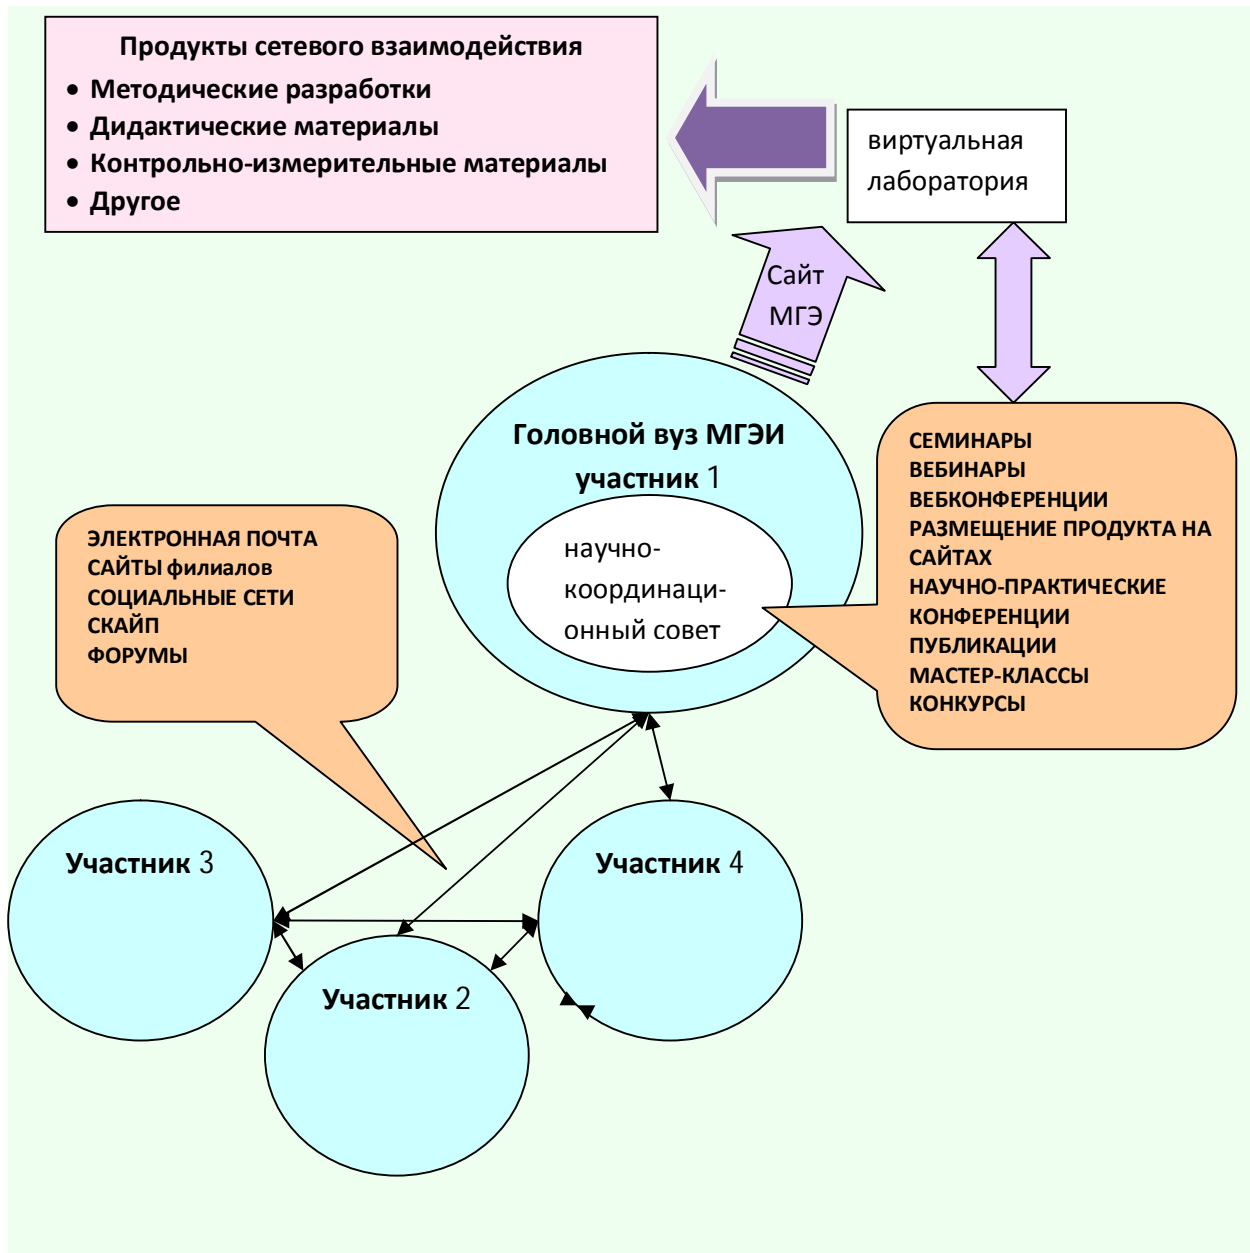 Продукты сетевого взаимодействия
• Методические разработки
• Дидактические материалы
• Контрольно-измерительные материалы
• Другое
виртуальная
лаборатория
Сайт
МГЭ
Головной вуз МГЭИ
участник 1
научно-
координаци-
онный совет
СЕМИНАРЫ
ВЕБИНАРЫ
ВЕБКОНФЕРЕНЦИИ
РАЗМЕЩЕНИЕ ПРОДУКТА НА
САЙТАХ
НАУЧНО-ПРАКТИЧЕСКИЕ
КОНФЕРЕНЦИИ
ПУБЛИКАЦИИ
МАСТЕР-КЛАССЫ
КОНКУРСЫ
ЭЛЕКТРОННАЯ ПОЧТА
САЙТЫ филиалов
СОЦИАЛЬНЫЕ СЕТИ
СКАЙП
ФОРУМЫ
Участник 3
Участник 4
Участник 2